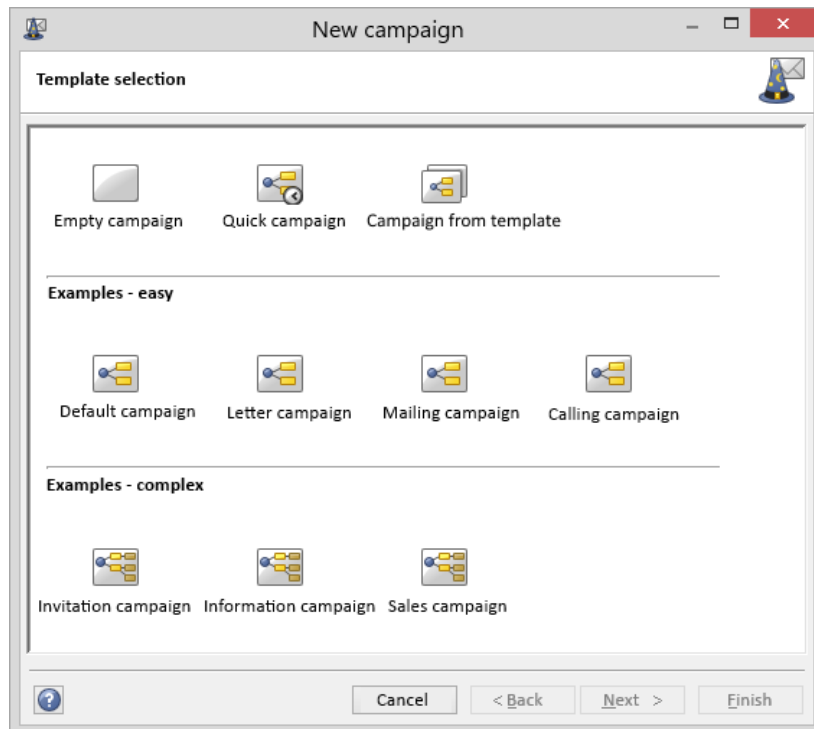 New campaign
Template selection
Empty campaign Quick campaign Campaign from template
Examples - easy
Default campaign Letter campaign Mailing campaign Calling campaign
Examples - complex
Invitation campaign Information campaign Sales campaign
? Cancel < Back Next > Finish